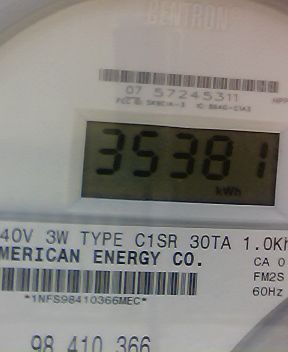 CENTRON
07 57245311
35381
kWh
40V 3W TYPE C1SR 30TA 1.0Kh
MERICAN ENERGY CO.
CA 0
FM2S
60Hz
*1NFS98410366MEC*
98 410 366